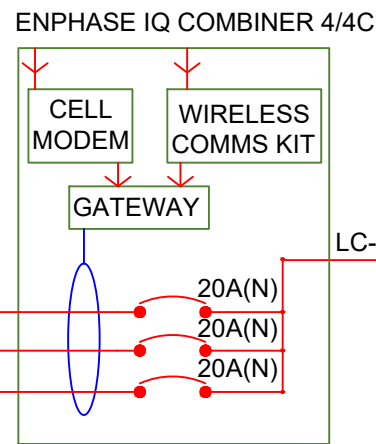 ENPHASE IQ COMBINER 4/4C
CELL
MODEM
WIRELESS
COMMS KIT
GATEWAY
LC-
20A(N)
20A(N)
20A(N)